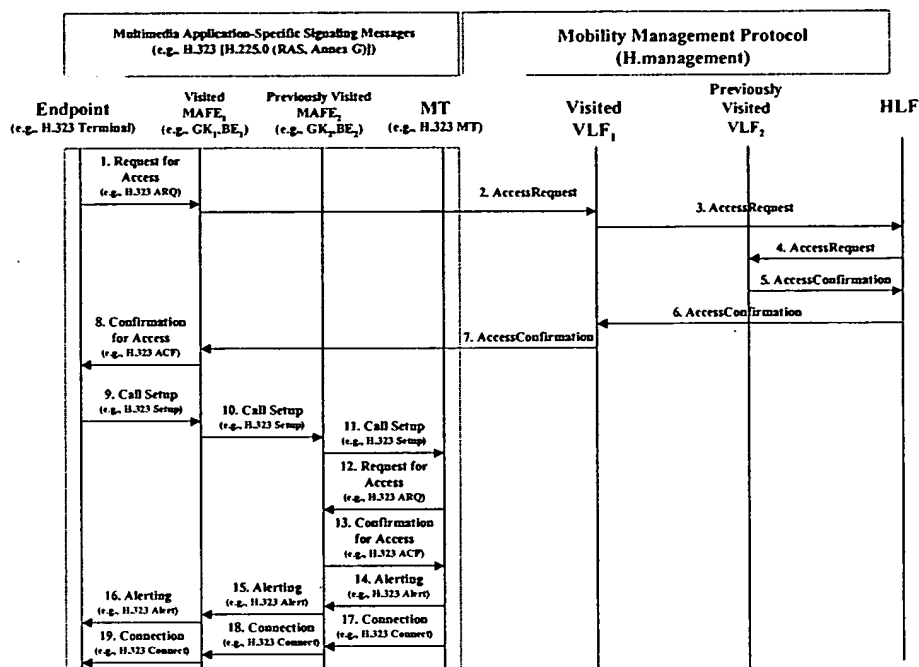 Multimedia Application-Specific Signaling Messages
(e.g., H.323 [H.225.0 (RAS, Annex G)])
Mobility Management Protocol
(H.management)
Endpoint
(e.g., H.323 Terminal)
Visited
MAFE1
(e.g., GK1,BE1)
Previously Visited
MAFE2
(e.g., GK2,BE2)
MT
(e.g., H.323 MT)
Visited
VLF1
Previously
Visited
VLF2
HLF
1. Request for
Access
(e.g., H.323 ARQ)
2. AccessRequest
3. AccessRequest
4. AccessRequest
5. AccessConfirmation
6. AccessConfirmation
7. AccessConfirmation
8. Confirmation
for Access
(e.g., H.323 ACF)
9. Call Setup
(e.g., H.323 Setup)
10. Call Setup
(e.g., H.323 Setup)
11. Call Setup
(e.g., H.323 Setup)
12. Request for
Access
(e.g., H.323 ARQ)
13. Confirmation
for Access
(e.g., H.323 ACF)
14. Alerting
(e.g., H.323 Alert)
15. Alerting
(e.g., H.323 Alert)
16. Alerting
(e.g., H.323 Alert)
17. Connection
(e.g., H.323 Connect)
18. Connection
(e.g., H.323 Connect)
19. Connection
(e.g., H.323 Connect)